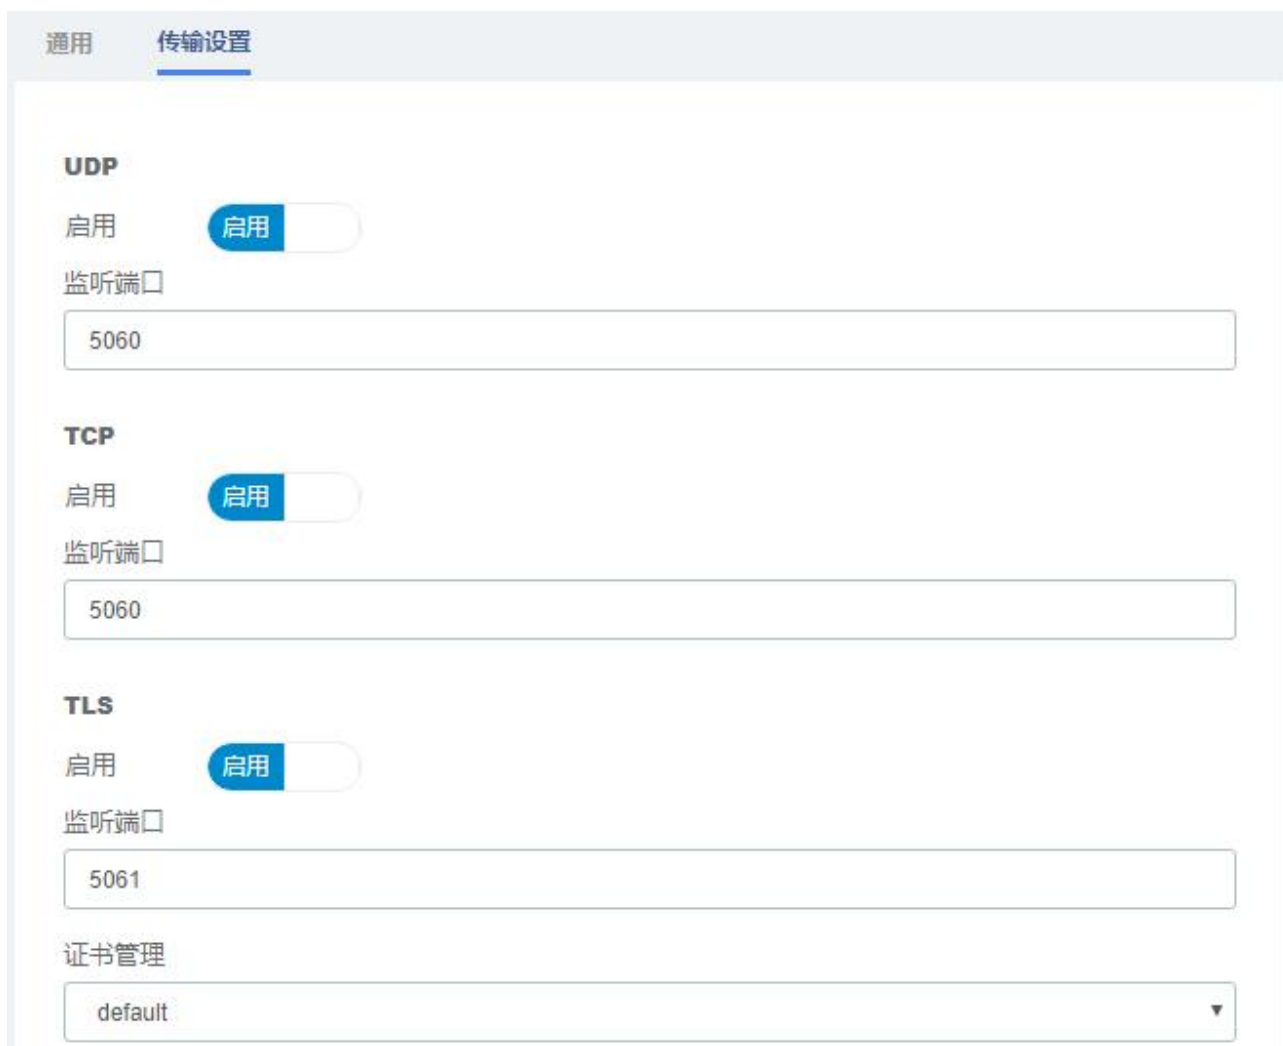 通用 传输设置
UDP
启用 启用
监听端口
5060
TCP
启用 启用
监听端口
5060
TLS
启用 启用
监听端口
5061
证书管理
default